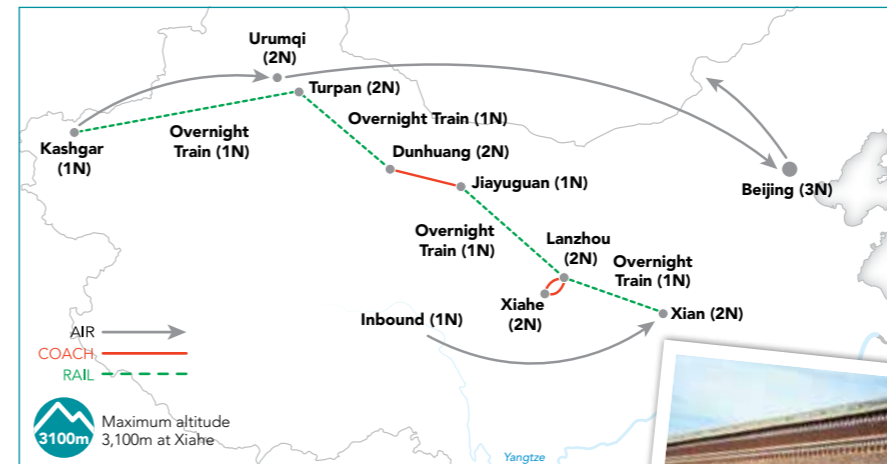 Urumqi
(2N)
Turpan (2N)
Overnight Train (1N)
Kashgar
(1N)
Overnight
Train (1N)
Dunhuang (2N)
Jiayuguan (1N)
Beijing (3N)
Overnight
Train (1N)
Lanzhou
(2N)
Overnight
Train (1N)
Xiahe
(2N)
Xian (2N)
Inbound (1N)
AIR
COACH
RAIL
3100m
Maximum altitude
3,100m at Xiahe
Yangtze